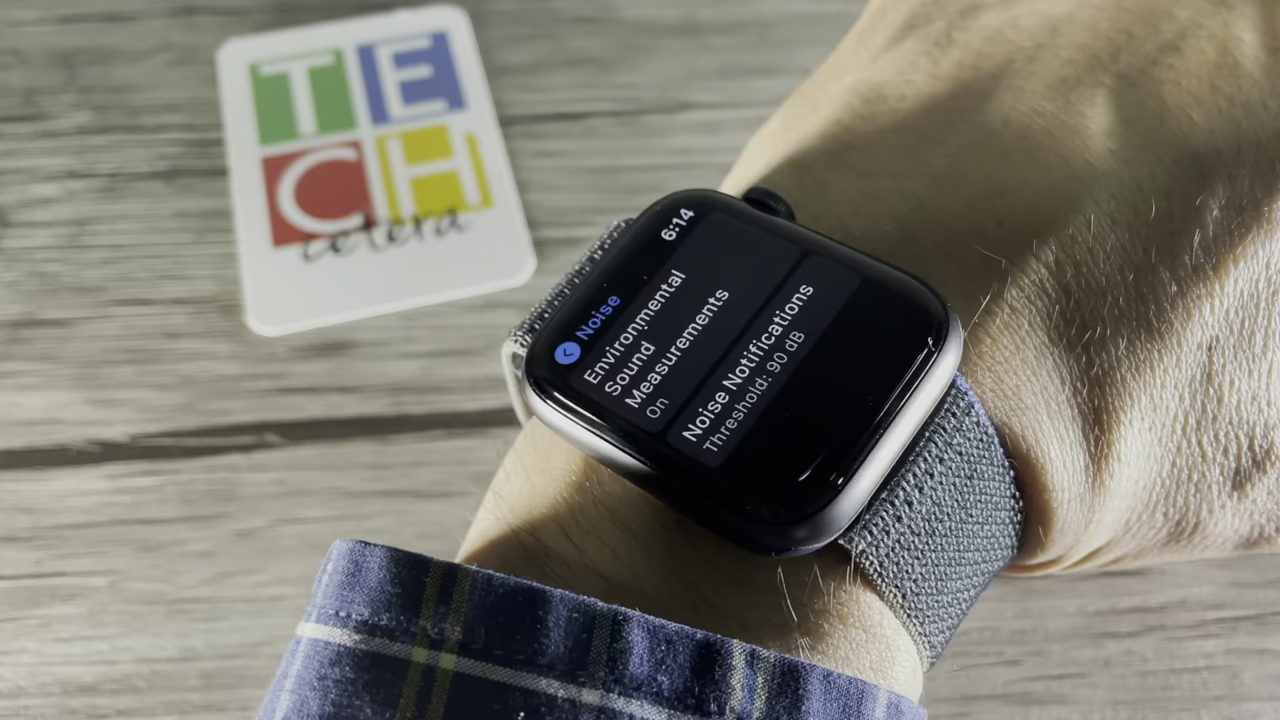 TE
CH
cetera
6:14
Noise
Environmental
Sound
Measurements
On
Noise Notifications
Threshold: 90 dB